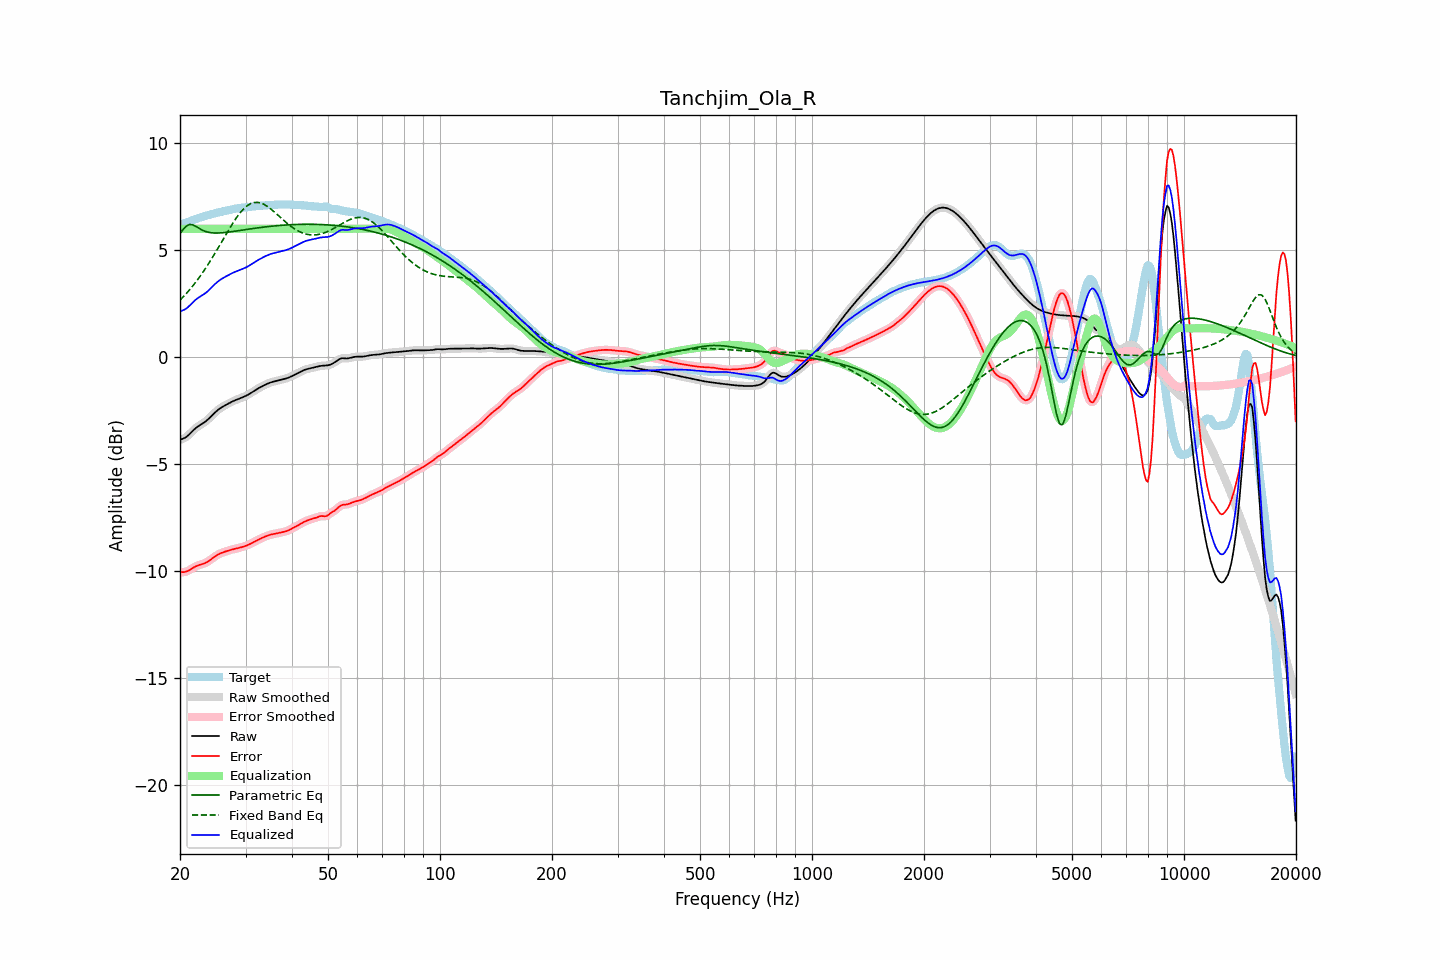 Tanchjim_Ola_R
10
5
0
−5
−10
−15
−20
Amplitude (dBr)
Target
Raw Smoothed
Error Smoothed
Raw
Error
Equalization
Parametric Eq
Fixed Band Eq
Equalized
20
50
100
200
500
1000
2000
5000
10000
20000
Frequency (Hz)